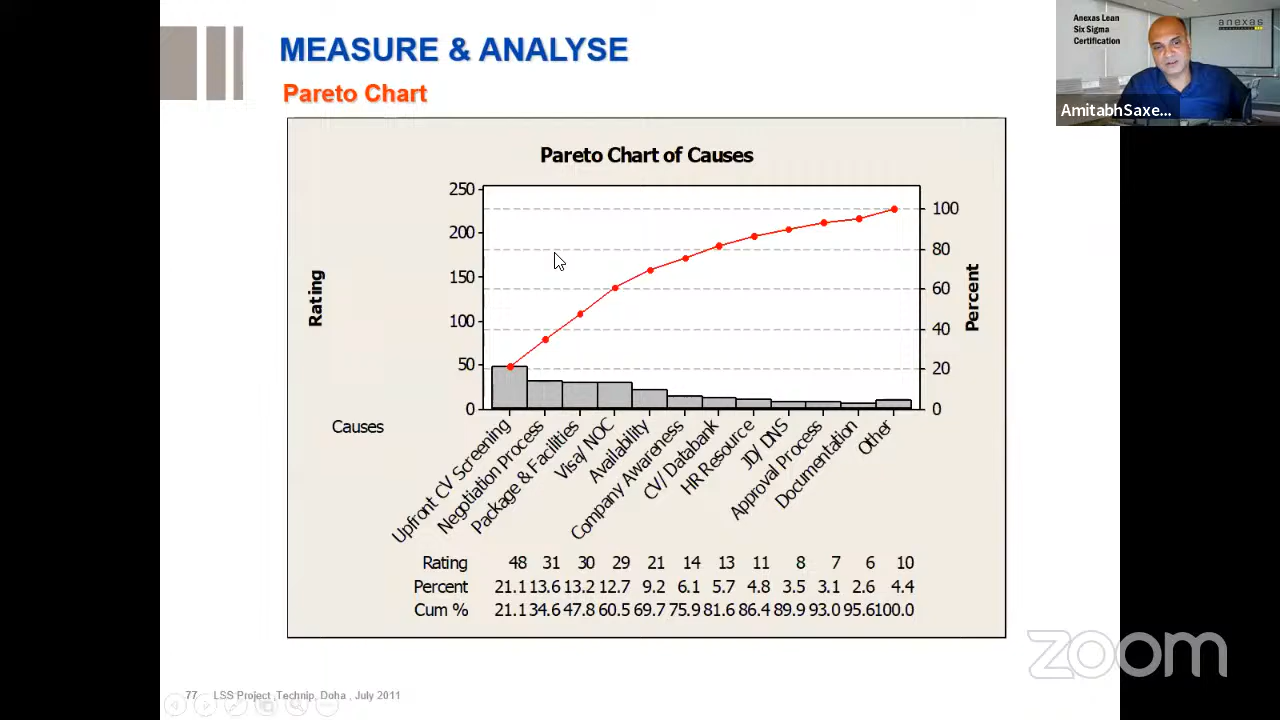 MEASURE & ANALYSE
Pareto Chart
Anexas Lean
Six Sigma
Certification
anexas
AmitabhSaxe...
Pareto Chart of Causes
Rating
250
200
150
100
50
0
Percent
100
80
60
40
20
0
Causes
Upfront CV Screening
Negotiation Process
Package & Facilities
Visa/ NOC
Availability
Company Awareness
CV/ Databank
HR Resource
JD/ DNS
Approval Process
Documentation
Other
Rating 48 31 30 29 21 14 13 11 8 7 6 10
Percent 21.1 13.6 13.2 12.7 9.2 6.1 5.7 4.8 3.5 3.1 2.6 4.4
Cum % 21.1 34.6 47.8 60.5 69.7 75.9 81.6 86.4 89.9 93.0 95.6 100.0
zoom
77 LSS Project ,Technip, Doha , July 2011